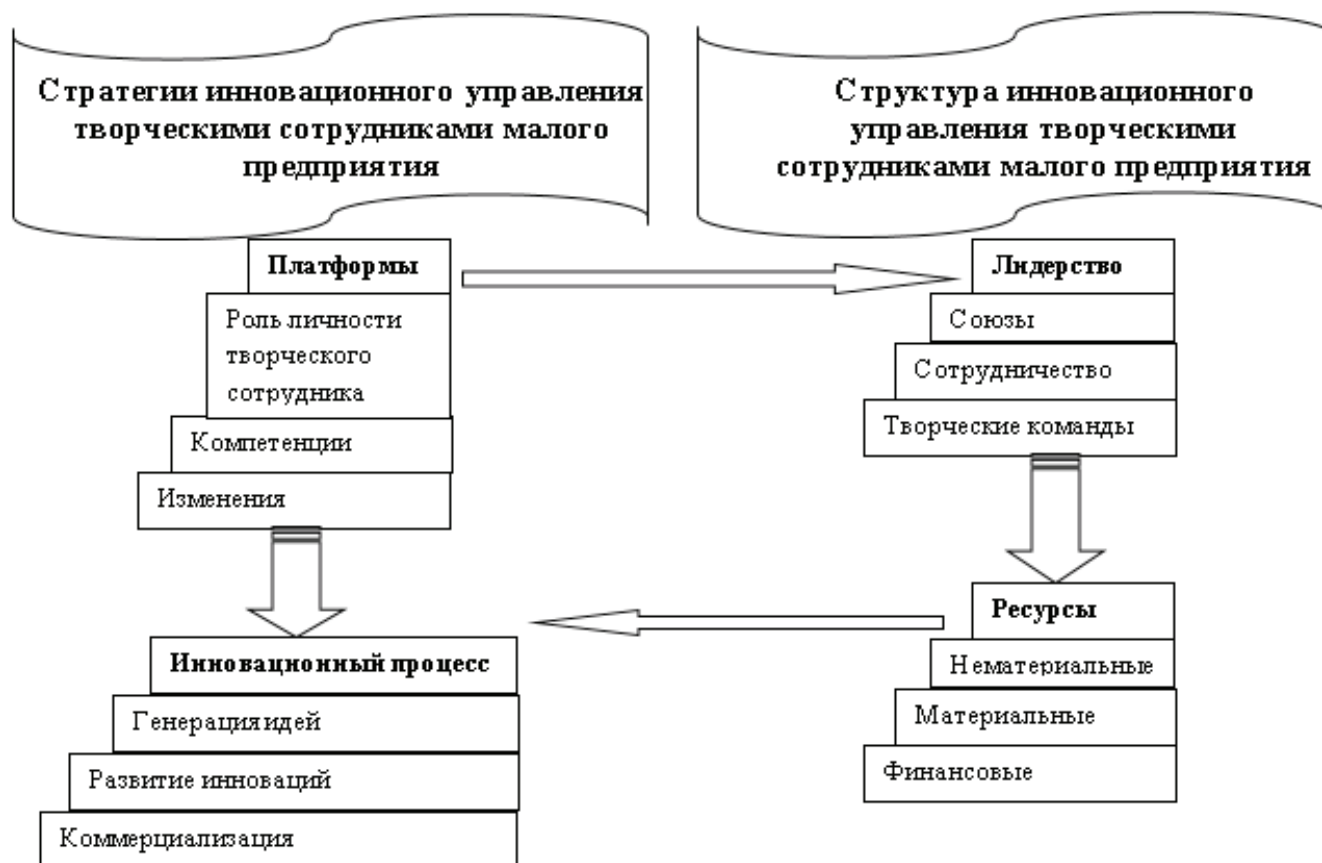 Стратегии инновационного управления
творческими сотрудниками малого
предприятия
Структура инновационного
управления творческими
сотрудниками малого предприятия
Платформы
Роль личности
творческого
сотрудника
Компетенции
Изменения
Лидерство
Союзы
Сотрудничество
Творческие команды
Инновационный процесс
Генерация идей
Развитие инноваций
Коммерциализация
Ресурсы
Нематериальные
Материальные
Финансовые